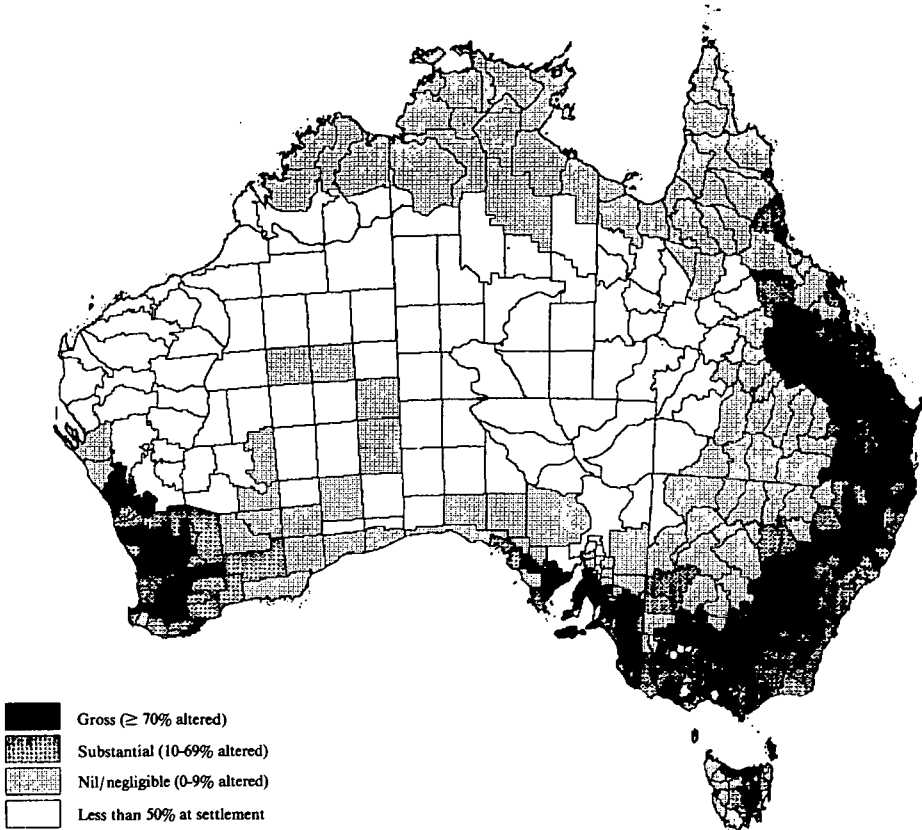 Gross (≥ 70% altered)
Substantial (10-69% altered)
Nil/negligible (0-9% altered)
Less than 50% at settlement